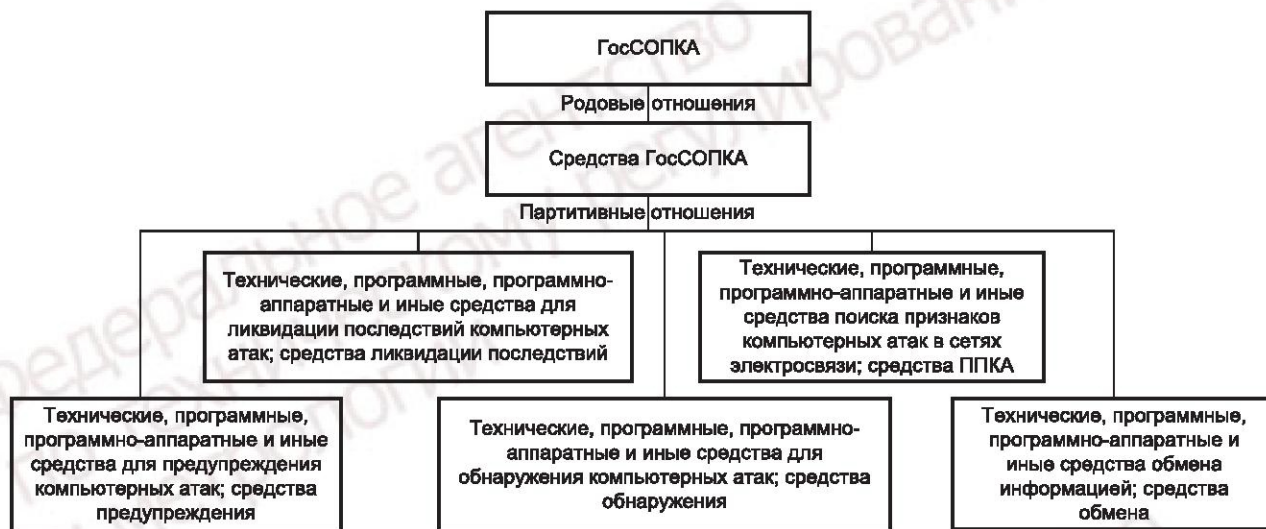 ГосСОПКА
Родовые отношения
Средства ГосСОПКА
Партитивные отношения
Технические, программные, программно-
аппаратные и иные средства для
ликвидации последствий компьютерных
атак; средства ликвидации последствий
Технические, программные,
программно-аппаратные и иные
средства поиска признаков
компьютерных атак в сетях
электросвязи; средства ППКА
Технические, программные,
программно-аппаратные и иные
средства для предупреждения
компьютерных атак; средства
предупреждения
Технические, программные, программно-
аппаратные и иные средства для
обнаружения компьютерных атак; средства
обнаружения
Технические, программные,
программно-аппаратные и
иные средства обмена
информацией; средства
обмена